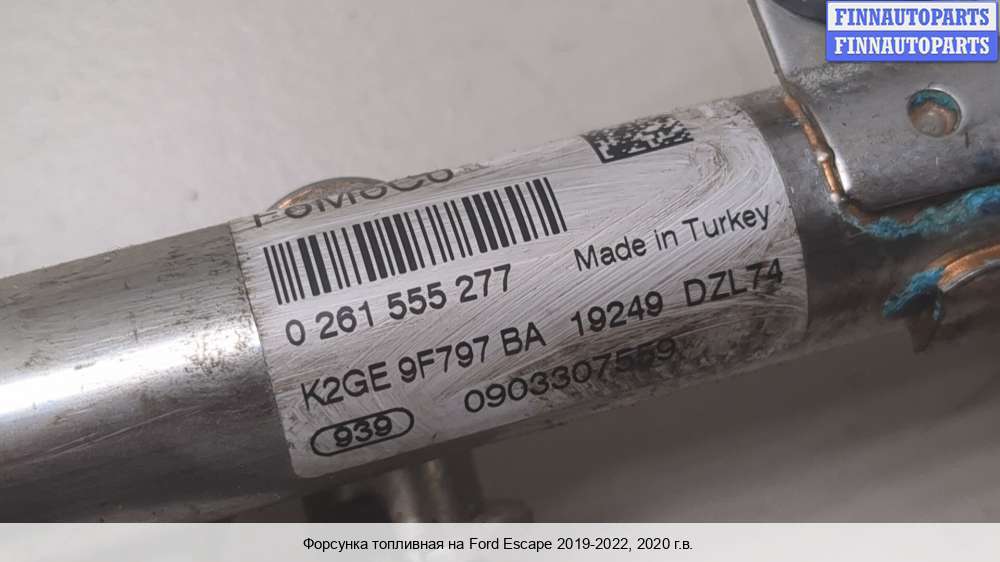 FINNAUTOPARTS
FINNAUTOPARTS
FoMoCo
Made in Turkey
0 261 555 277
K2GE 9F797 BA 19249 DZL74
0903307559
939
Форсунка топливная на Ford Escape 2019-2022, 2020 г.в.